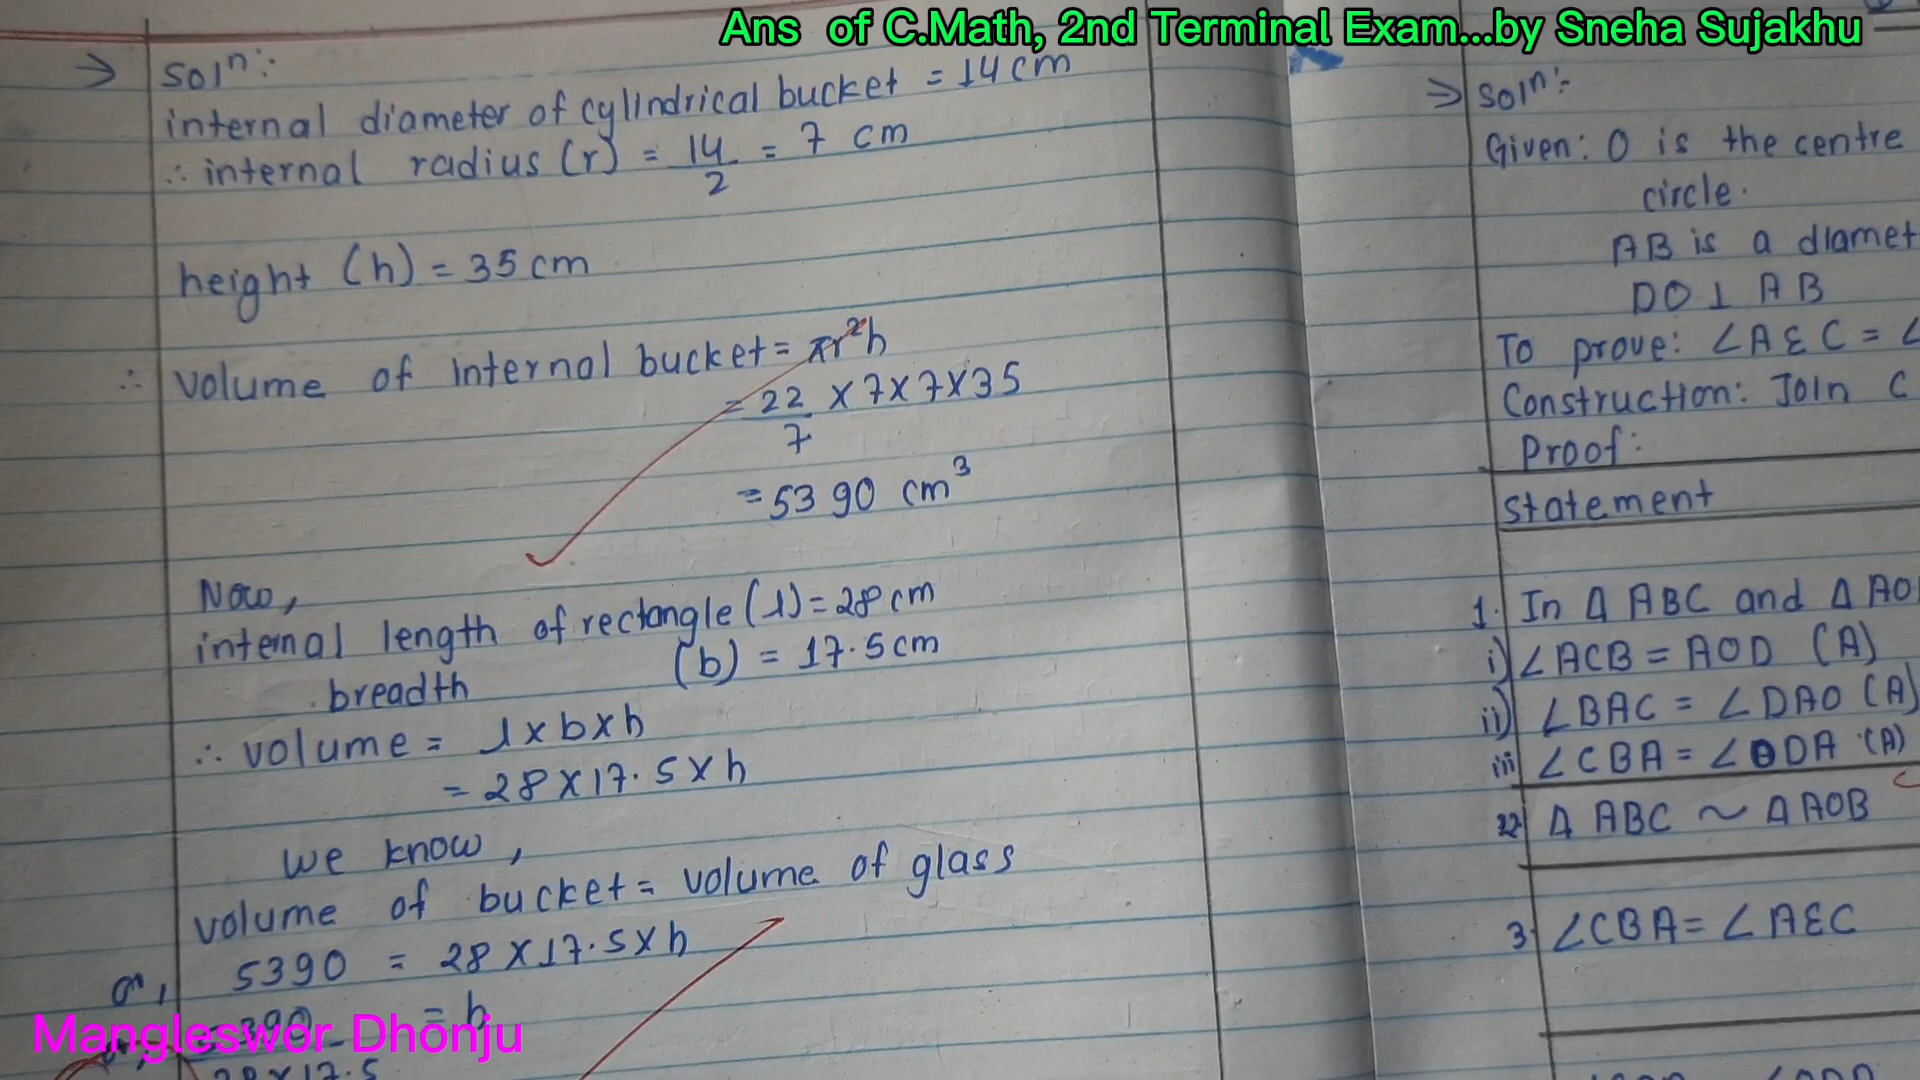 Ans of C.Math, 2nd Terminal Exam...by Sneha Sujakhu
→ Solⁿ:
internal diameter of cylindrical bucket = 14 cm
∴ internal radius (r) = 14/2 = 7 cm
height (h) = 35 cm
∴ volume of internal bucket = πr²h
= 22/7 × 7 × 7 × 35
= 5390 cm³
Now,
internal length of rectangle (l) = 28 cm
breadth (b) = 17.5 cm
∴ volume = l × b × h
= 28 × 17.5 × h
we know,
volume of bucket = volume of glass
or, 5390 = 28 × 17.5 × h
5390/28 × 17.5 = h
Mangleswor Dhonju
→ Solⁿ:-
Given: O is the centre
circle.
AB is a diamet
DO ⊥ AB
To prove: ∠AEC = ∠
Construction: Join C
Proof:
statement
1. In Δ ABC and Δ AO
i) ∠ACB = AOD (A)
ii) ∠BAC = ∠DAO (A)
iii) ∠CBA = ∠ODA (A)
2. Δ ABC ~ Δ AOB
3. ∠CBA = ∠AEC